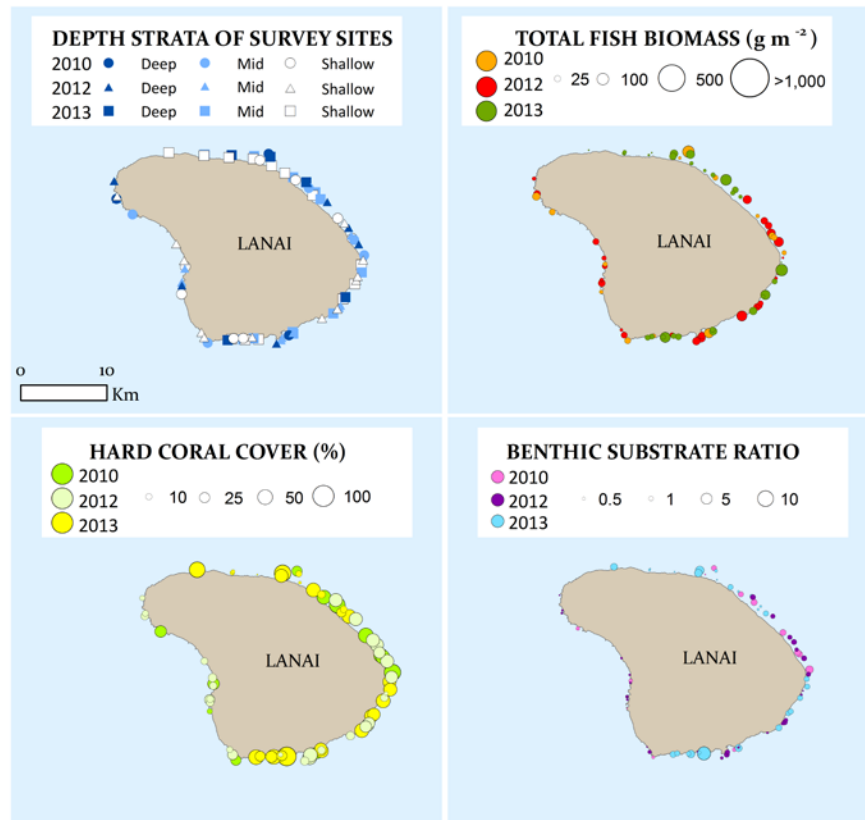 DEPTH STRATA OF SURVEY SITES
2010 Deep Mid Shallow
2012 Deep Mid Shallow
2013 Deep Mid Shallow
LANAI
0 10
Km
TOTAL FISH BIOMASS (g m ⁻²)
2010
2012 25 100 500 >1,000
2013
LANAI
HARD CORAL COVER (%)
2010
2012 10 25 50 100
2013
LANAI
BENTHIC SUBSTRATE RATIO
2010
2012 0.5 1 5 10
2013
LANAI